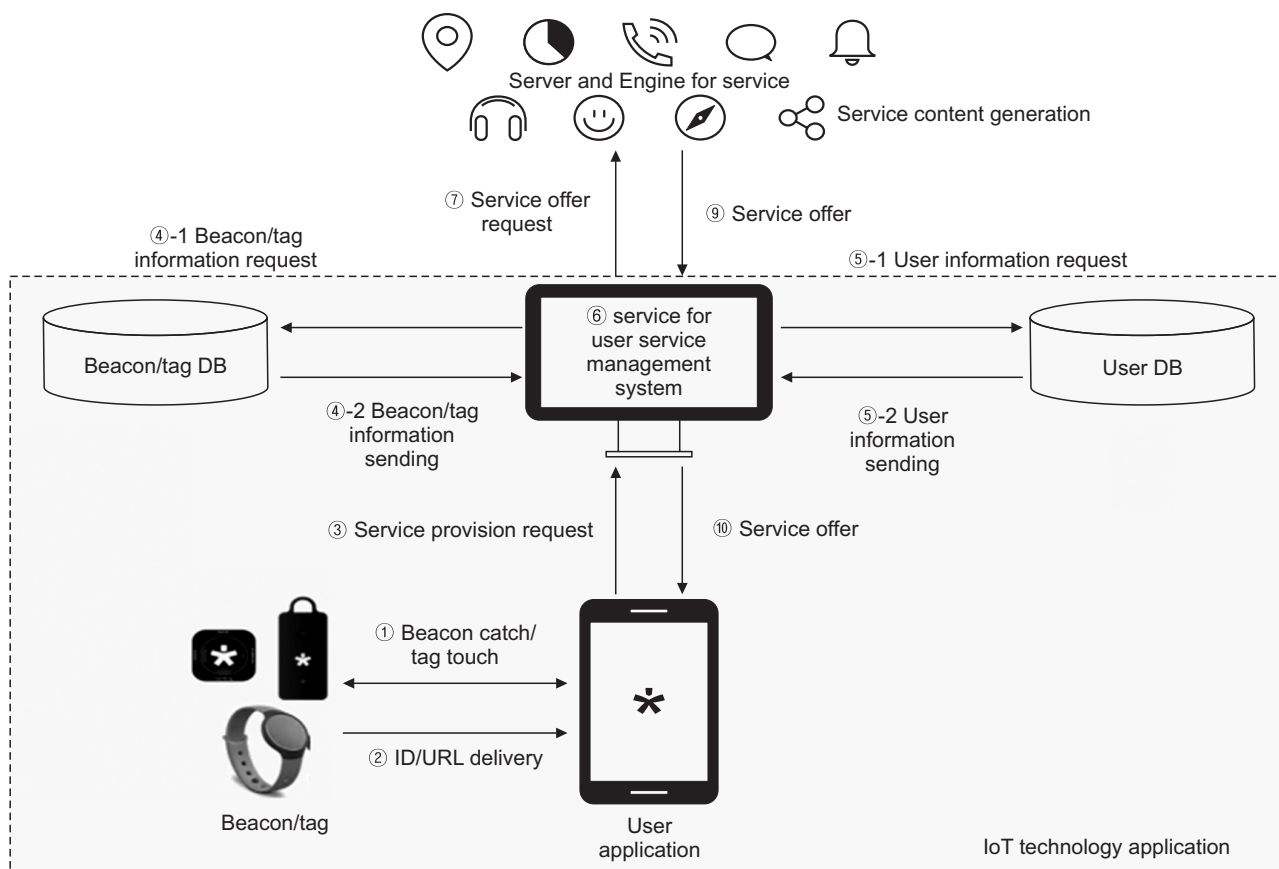 Server and Engine for service
Service content generation
⑦ Service offer
request
⑨ Service offer
④-1 Beacon/tag
information request
⑤-1 User information request
Beacon/tag DB
⑥ service for
user service
management
system
User DB
④-2 Beacon/tag
information
sending
⑤-2 User
information
sending
③ Service provision request
⑩ Service offer
① Beacon catch/
tag touch
② ID/URL delivery
Beacon/tag
User
application
IoT technology application